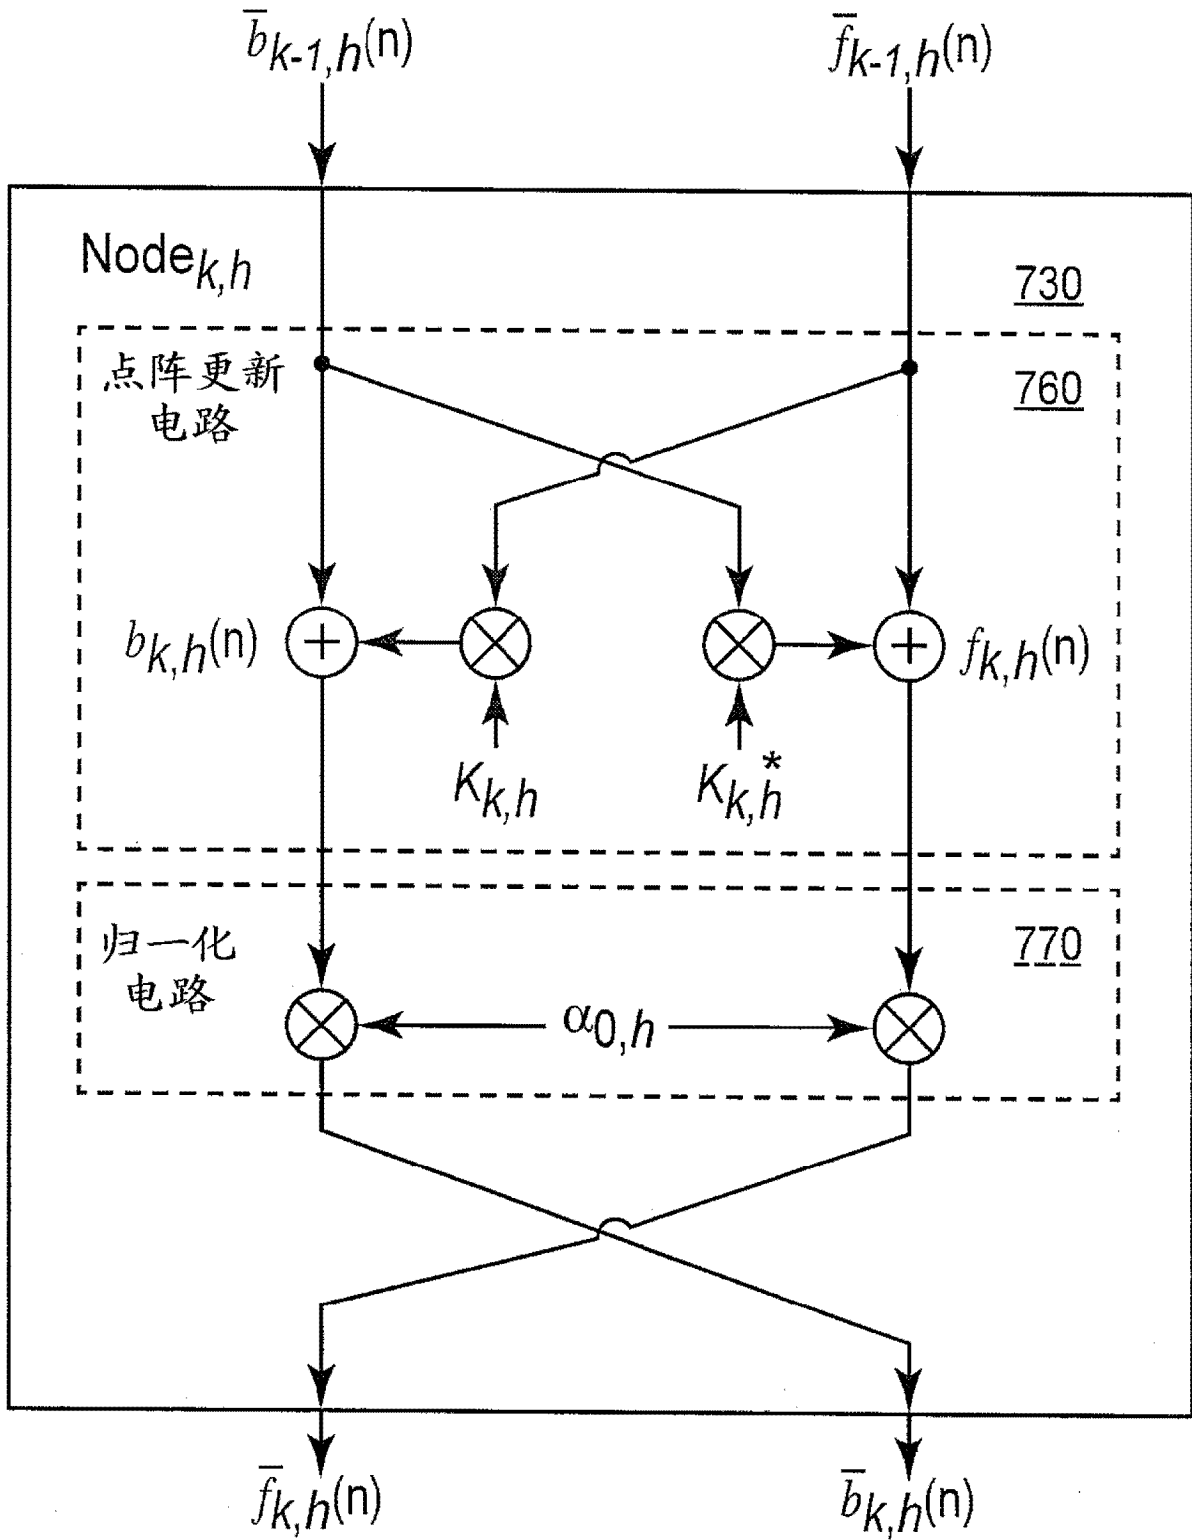 b̄k-1,h(n)
f̄k-1,h(n)
Nodek,h
730
点阵更新
电路
760
bk,h(n)
fk,h(n)
Kk,h
Kk,h*
归一化
电路
770
α0,h
f̄k,h(n)
b̄k,h(n)